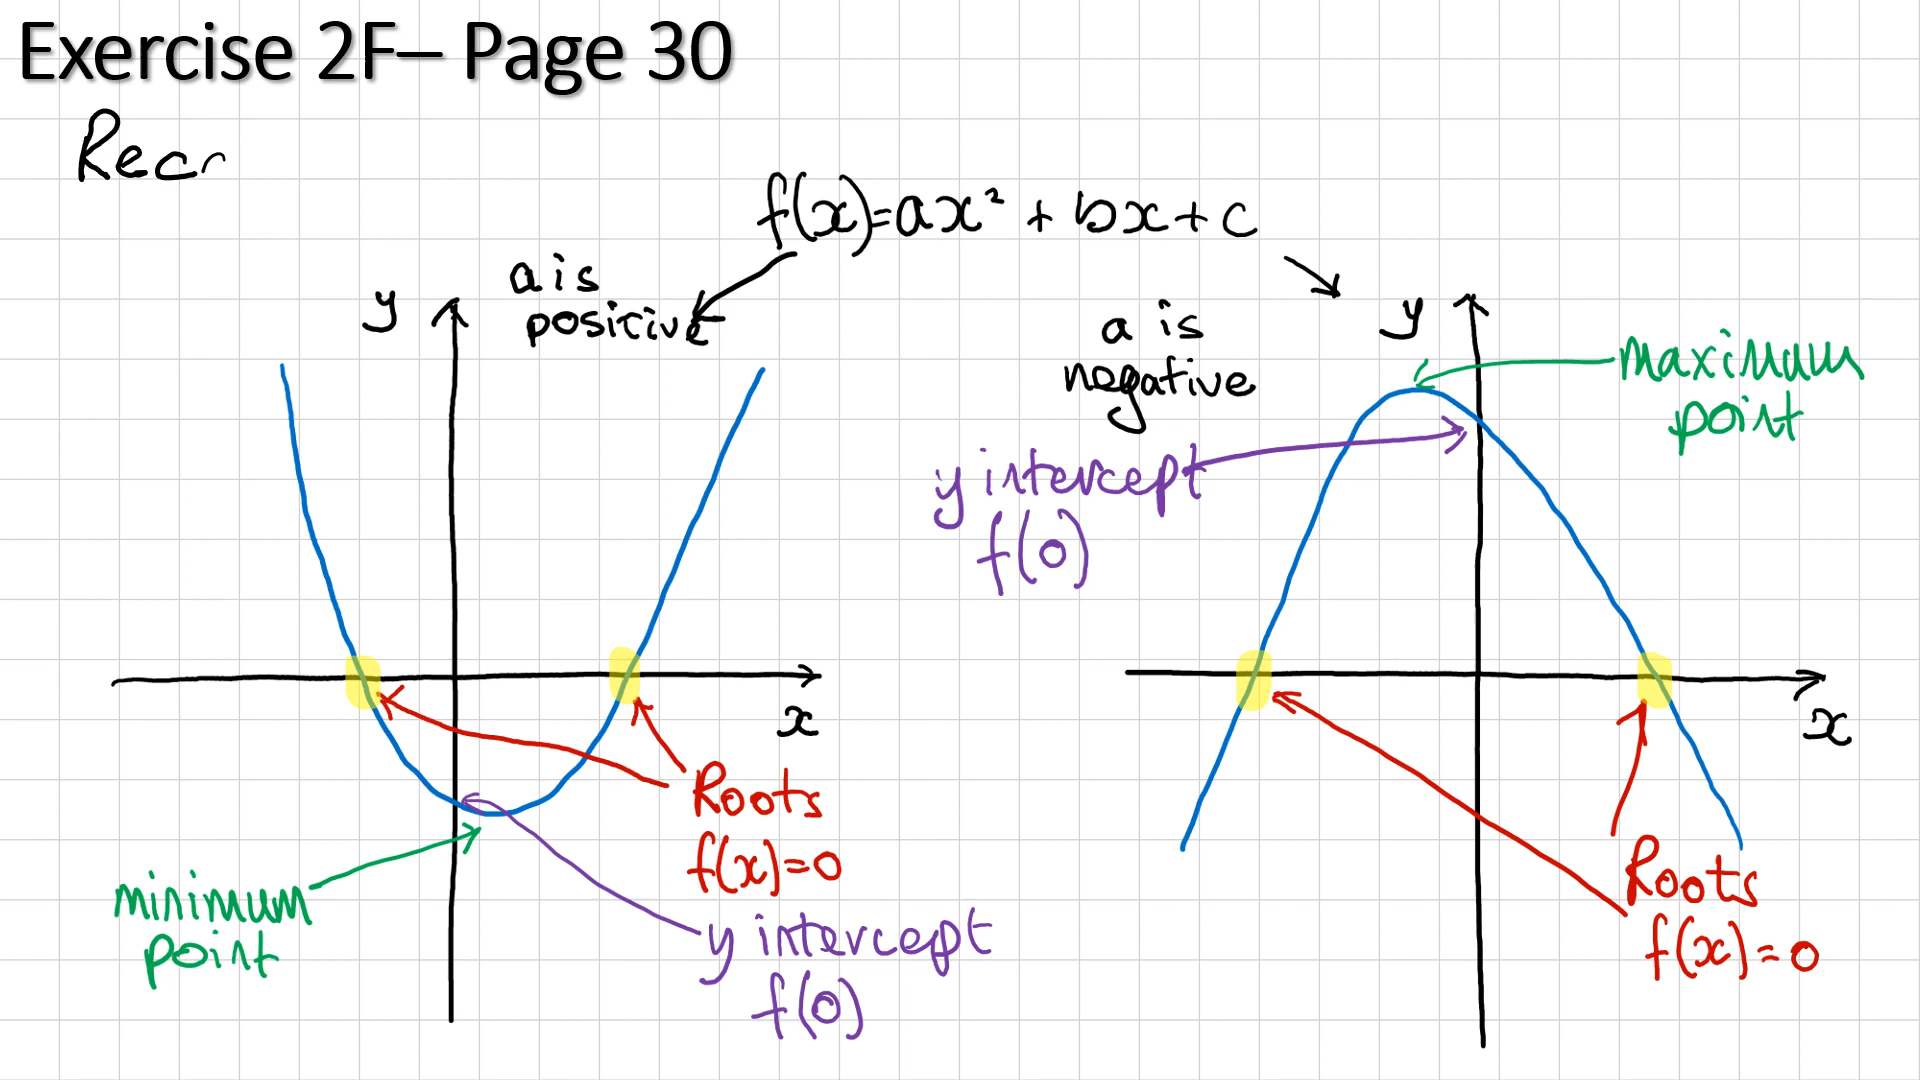 Exercise 2F– Page 30
f(x)=ax² + bx+c
a is
positive
y
a is
negative
y
maximum
point
y intercept
f(0)
x
x
Roots
f(x)=0
minimum
point
y intercept
f(0)
Roots
f(x)=0